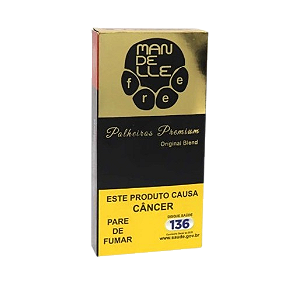 MAN
DE
LLE
free
Palheiros Premium
Original Blend
ESTE PRODUTO CAUSA
CÂNCER
PARE
DE
FUMAR
DISQUE SAÚDE
136
www.saude.gov.br